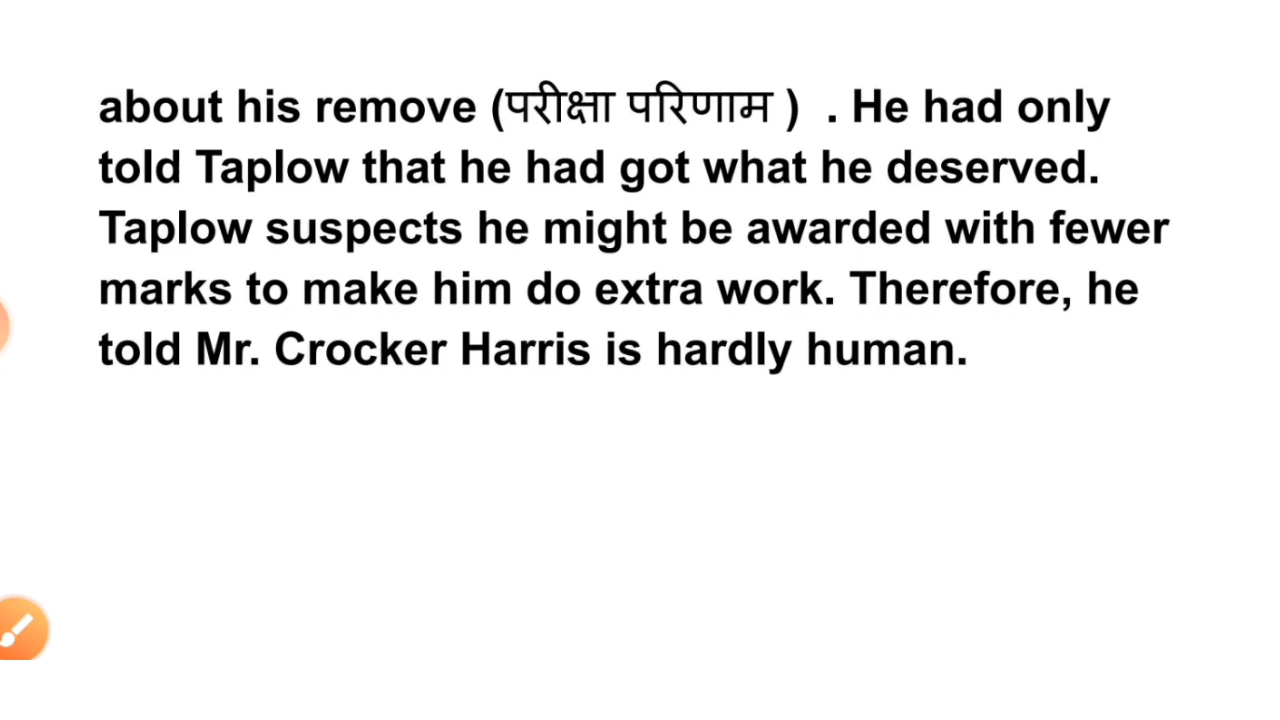 about his remove (परीक्षा परिणाम ) . He had only
told Taplow that he had got what he deserved.
Taplow suspects he might be awarded with fewer
marks to make him do extra work. Therefore, he
told Mr. Crocker Harris is hardly human.